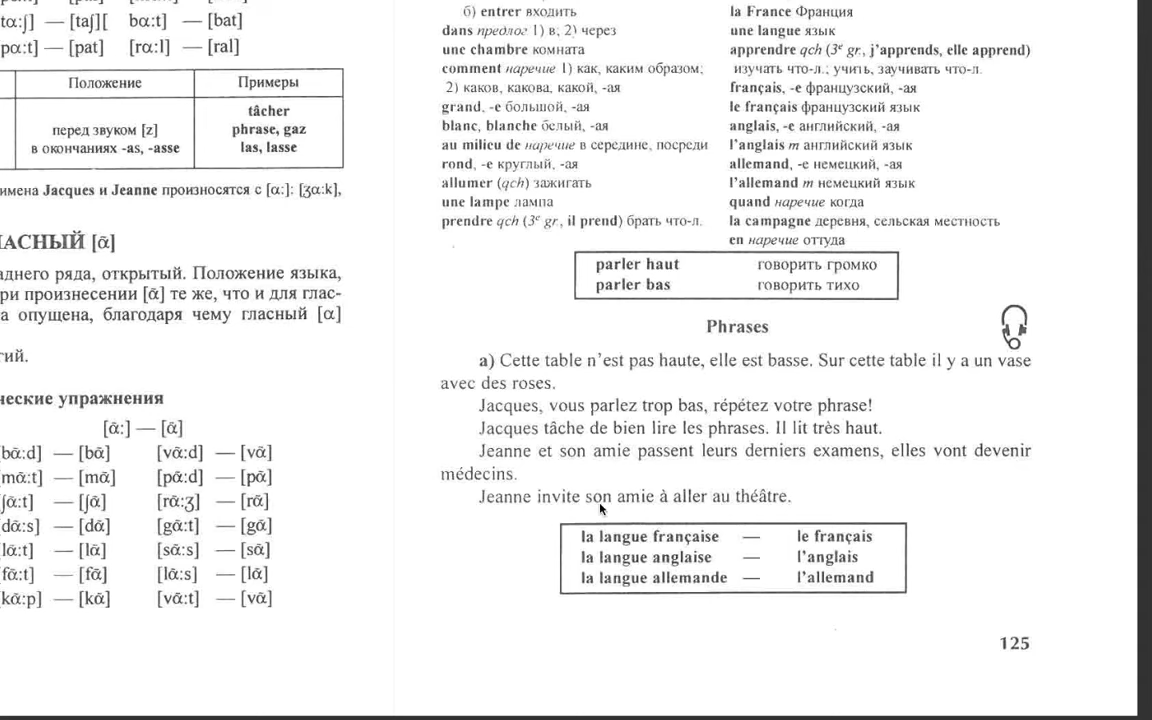 tɑ:ʃ] — [taʃ][ bɑ:t] — [bat]
pɑ:t] — [pat] [rɑ:l] — [ral]
Положение Примеры
перед звуком [z]
в окончаниях -as, -asse
tâcher
phrase, gaz
las, lasse
имена Jacques и Jeanne произносятся с [ɑ:]: [ʒɑ:k],
ЛАСНЫЙ [ɑ̃]
аднего ряда, открытый. Положение языка,
ри произнесении [ɑ̃] те же, что и для глас-
а опущена, благодаря чему гласный [ɑ]
гий.
ческие упражнения
[ɑ̃:] — [ɑ̃]
bɑ̃:d] — [bɑ̃] [vɑ̃:d] — [vɑ̃]
mɑ̃:t] — [mɑ̃] [pɑ̃:d] — [pɑ̃]
ʃɑ̃:t] — [ʃɑ̃] [rɑ̃:ʒ] — [rɑ̃]
dɑ̃:s] — [dɑ̃] [gɑ̃:t] — [gɑ̃]
lɑ̃:t] — [lɑ̃] [sɑ̃:s] — [sɑ̃]
fɑ̃:t] — [fɑ̃] [lɑ̃:s] — [lɑ̃]
kɑ̃:p] — [kɑ̃] [vɑ̃:t] — [vɑ̃]
б) entrer входить
dans предлог 1) в; 2) через
une chambre комната
comment наречие 1) как, каким образом;
2) каков, какова, какой, -ая
grand, -e большой, -ая
blanc, blanche белый, -ая
au milieu de наречие в середине, посреди
rond, -e круглый, -ая
allumer (qch) зажигать
une lampe лампа
prendre qch (3e gr., il prend) брать что-л.
la France Франция
une langue язык
apprendre qch (3e gr., j’apprends, elle apprend)
изучать что-л.; учить, заучивать что-л.
français, -e французский, -ая
le français французский язык
anglais, -e английский, -ая
l’anglais m английский язык
allemand, -e немецкий, -ая
l’allemand m немецкий язык
quand наречие когда
la campagne деревня, сельская местность
en наречие оттуда
parler haut говорить громко
parler bas говорить тихо
Phrases
a) Cette table n’est pas haute, elle est basse. Sur cette table il y a un vase
avec des roses.
Jacques, vous parlez trop bas, répétez votre phrase!
Jacques tâche de bien lire les phrases. Il lit très haut.
Jeanne et son amie passent leurs derniers examens, elles vont devenir
médecins.
Jeanne invite son amie à aller au théâtre.
la langue française — le français
la langue anglaise — l’anglais
la langue allemande — l’allemand
125